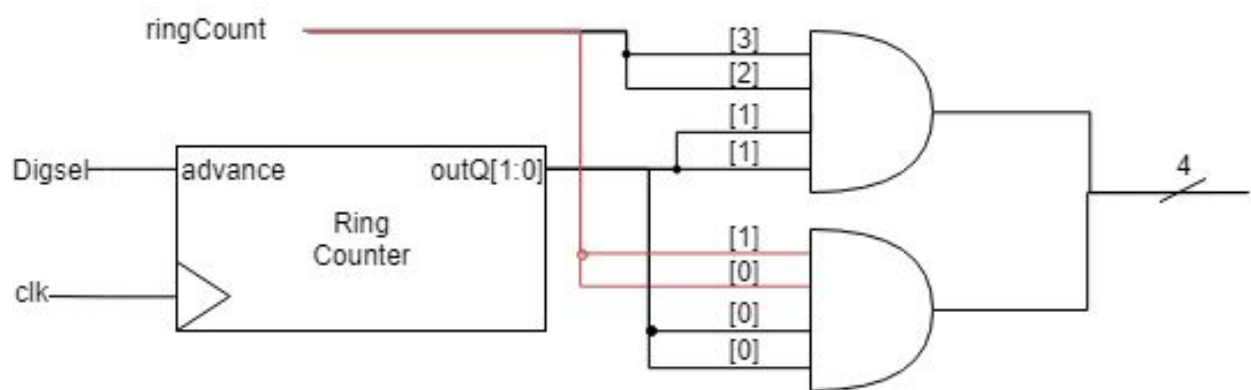 ringCount
[3]
[2]
[1]
[1]
Digsel
advance
outQ[1:0]
4
Ring
Counter
clk
[1]
[0]
[0]
[0]